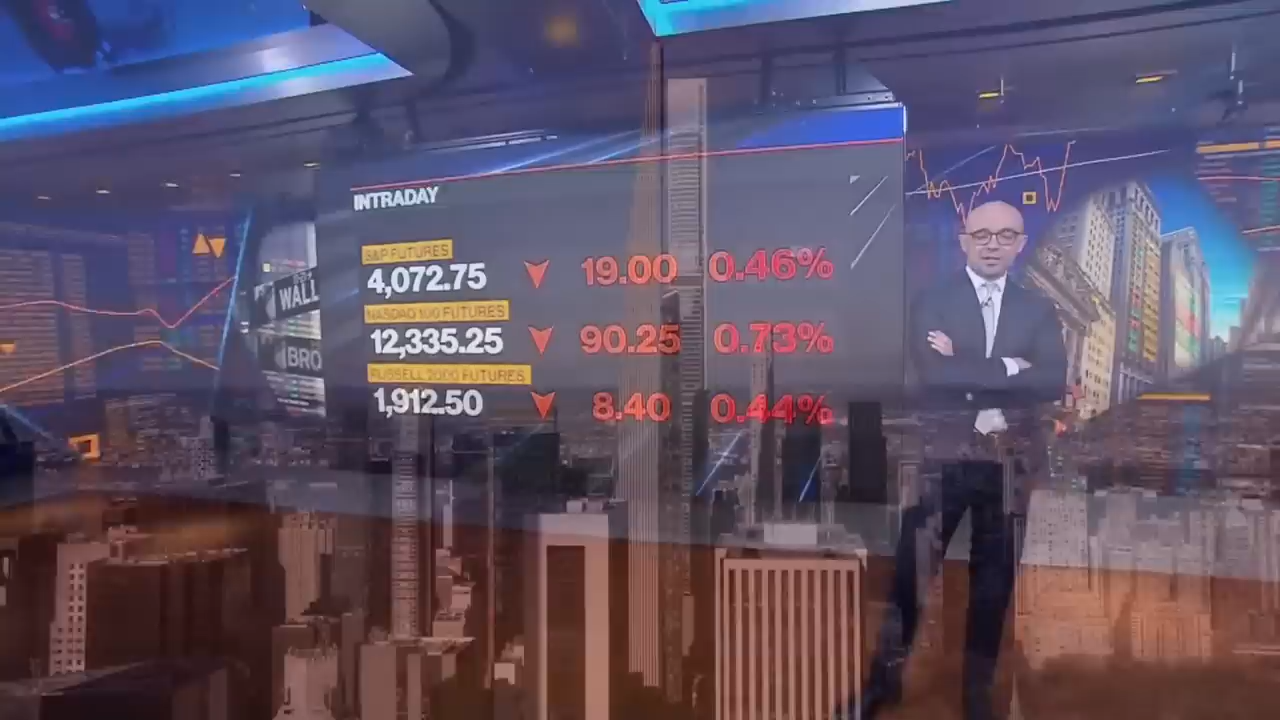 INTRADAY
S&P FUTURES
4,072.75 ▼ 19.00 0.46%
NASDAQ 100 FUTURES
12,335.25 ▼ 90.25 0.73%
RUSSELL 2000 FUTURES
1,912.50 ▼ 8.40 0.44%
WALL
BRO